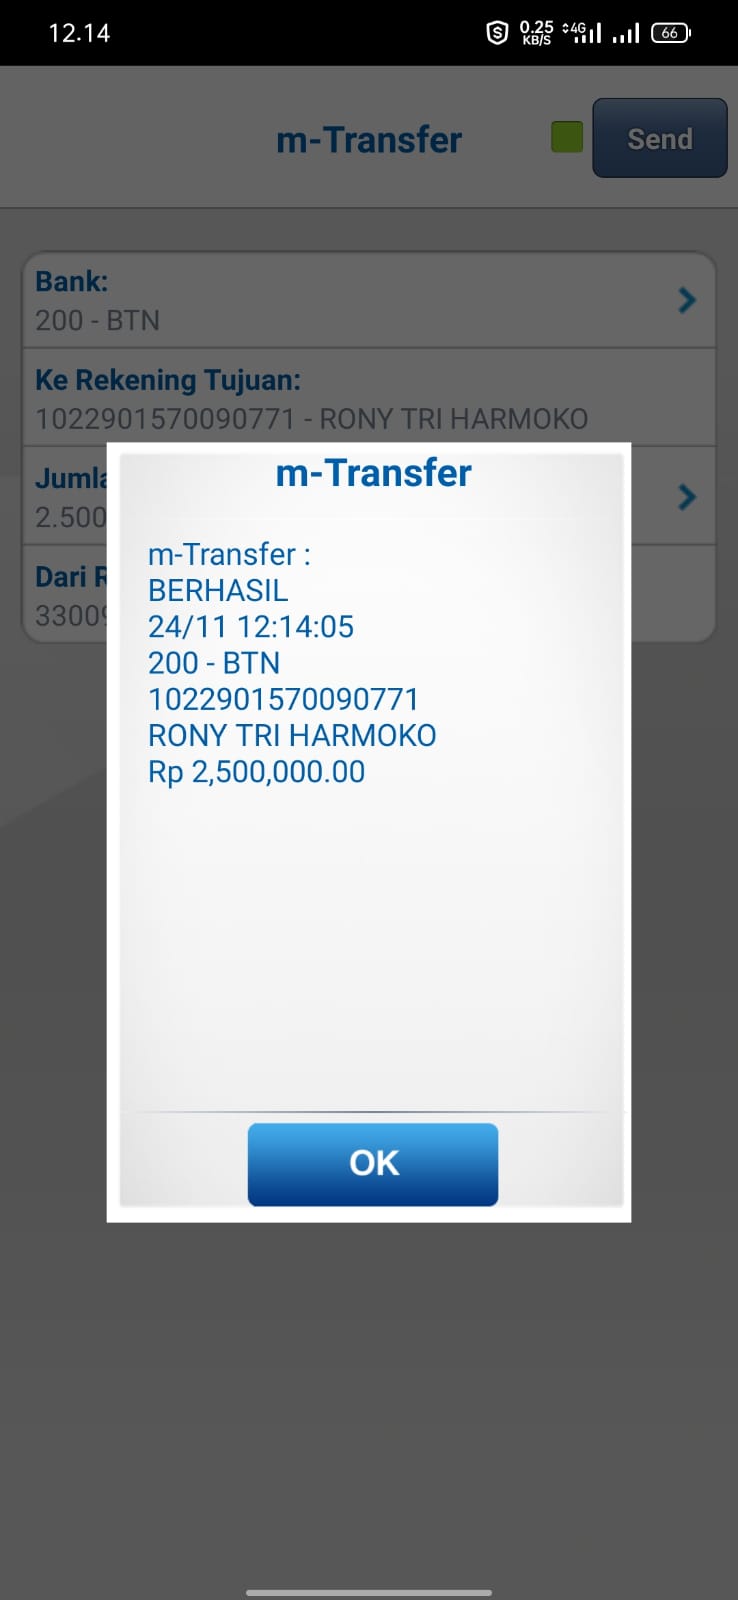 12.14
0.25
KB/S
4G
66
m-Transfer
Send
Bank:
200 - BTN
Ke Rekening Tujuan:
1022901570090771 - RONY TRI HARMOKO
2.500
Dari
3300
m-Transfer
m-Transfer :
BERHASIL
24/11 12:14:05
200 - BTN
1022901570090771
RONY TRI HARMOKO
Rp 2,500,000.00
OK